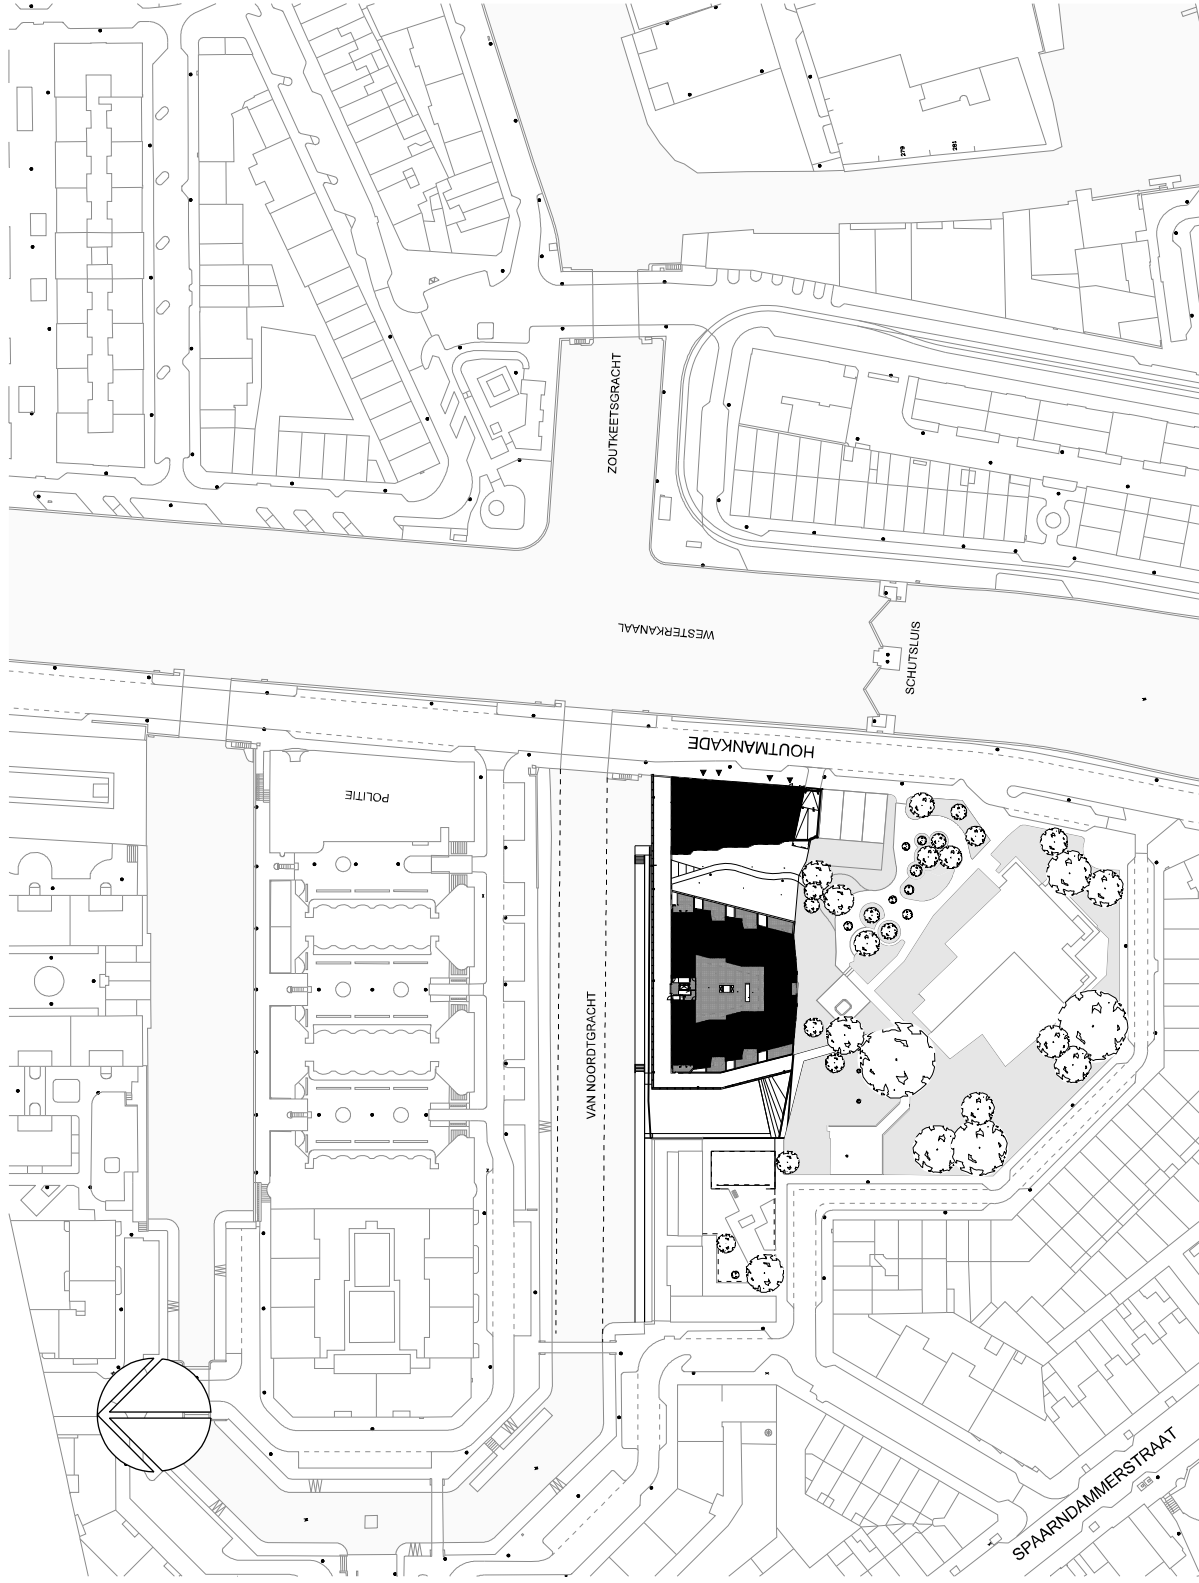 279
281
ZOUTKEETSGRACHT
WESTERKANAAL
SCHUTSLUIS
HOUTMANKADE
POLITIE
VAN NOORDTGRACHT
SPAARNDAMMERSTRAAT